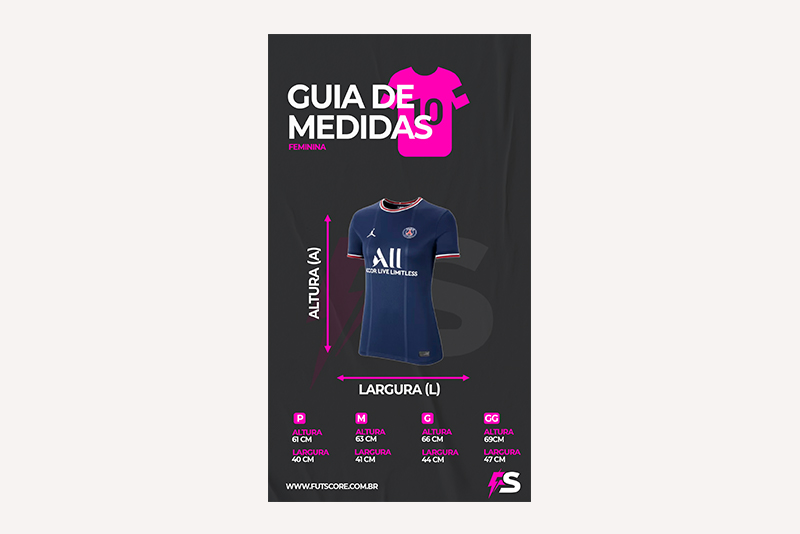 GUIA DE
10
MEDIDAS
FEMININA
ALTURA (A)
ALL
ACCOR LIVE LIMITLESS
LARGURA (L)
P
ALTURA
61 CM
LARGURA
40 CM
M
ALTURA
63 CM
LARGURA
41 CM
G
ALTURA
66 CM
LARGURA
44 CM
GG
ALTURA
69CM
LARGURA
47 CM
WWW.FUTSCORE.COM.BR
FS